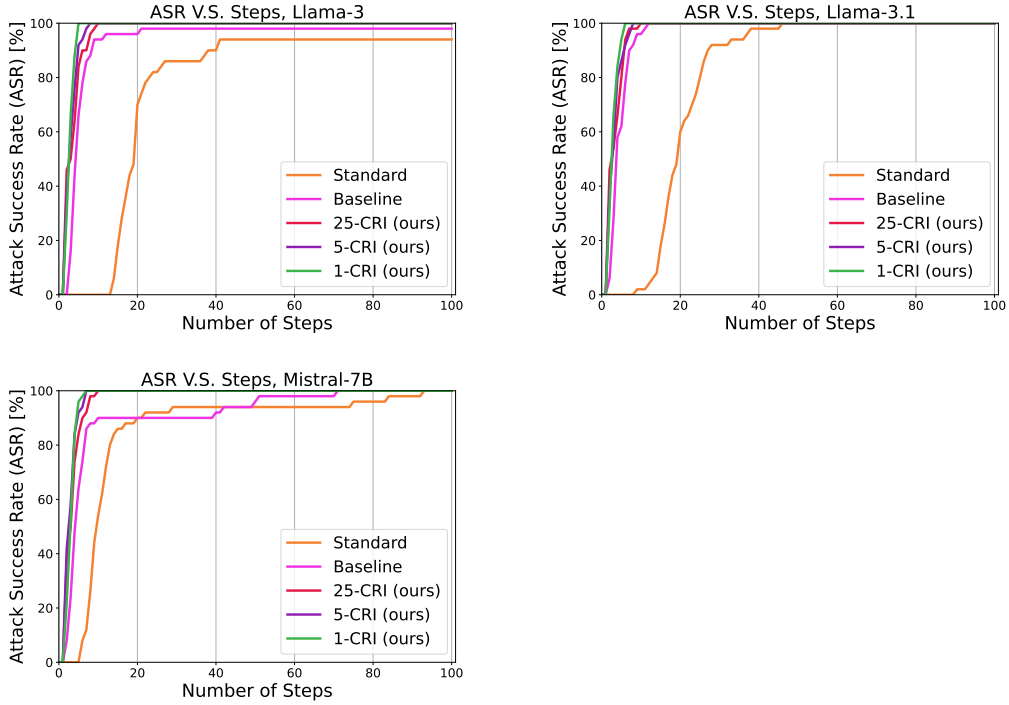 ASR V.S. Steps, Llama-3
Attack Success Rate (ASR) [%]
100
80
60
40
20
0
0 20 40 60 80 100
Number of Steps
Standard
Baseline
25-CRI (ours)
5-CRI (ours)
1-CRI (ours)
ASR V.S. Steps, Llama-3.1
Attack Success Rate (ASR) [%]
100
80
60
40
20
0
0 20 40 60 80 100
Number of Steps
Standard
Baseline
25-CRI (ours)
5-CRI (ours)
1-CRI (ours)
ASR V.S. Steps, Mistral-7B
Attack Success Rate (ASR) [%]
100
80
60
40
20
0
0 20 40 60 80 100
Number of Steps
Standard
Baseline
25-CRI (ours)
5-CRI (ours)
1-CRI (ours)